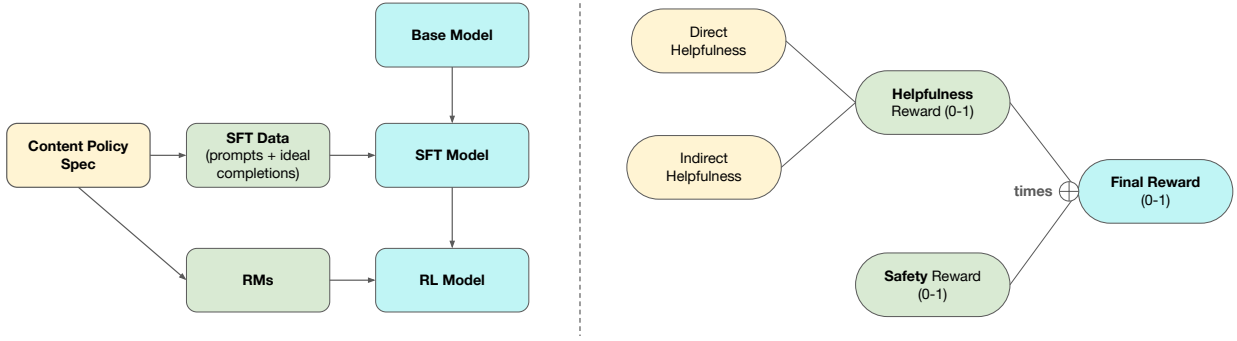 Base Model
Content Policy
Spec
SFT Data
(prompts + ideal
completions)
SFT Model
RMs
RL Model
Direct
Helpfulness
Indirect
Helpfulness
Helpfulness
Reward (0-1)
Safety Reward
(0-1)
times
Final Reward
(0-1)